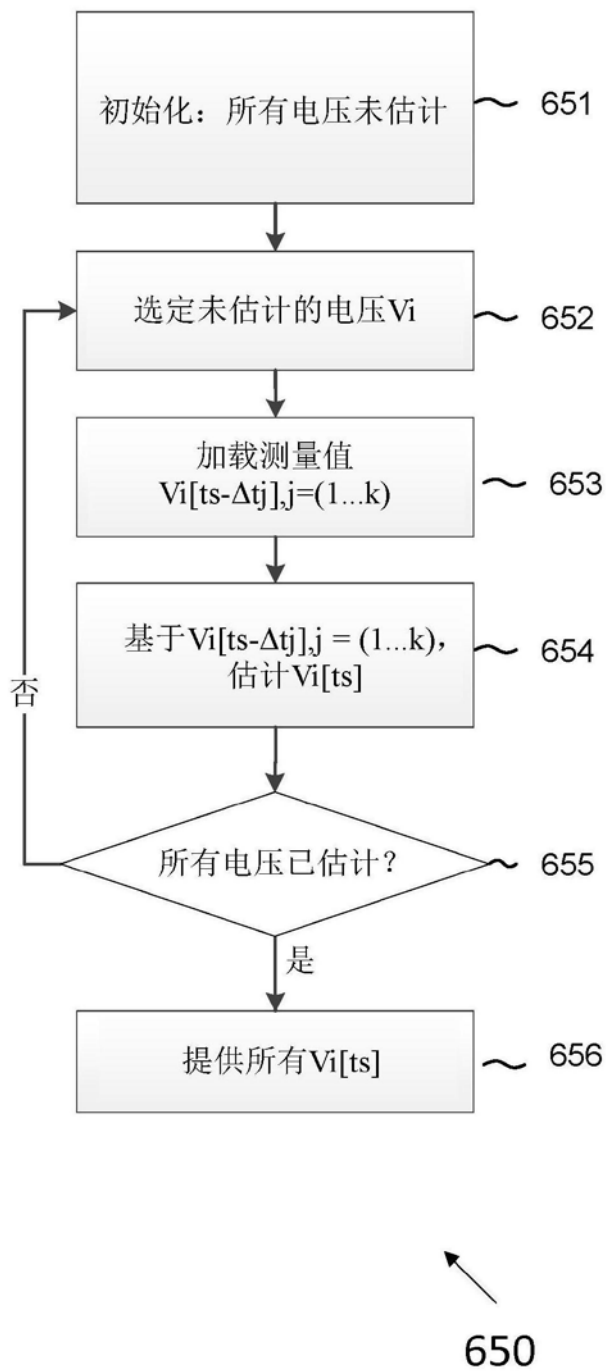 初始化：所有电压未估计
651
选定未估计的电压Vi
652
加载测量值
Vi[ts-Δtj],j=(1...k)
653
基于Vi[ts-Δtj],j = (1...k)，
估计Vi[ts]
654
否
所有电压已估计？
655
是
提供所有Vi[ts]
656
650